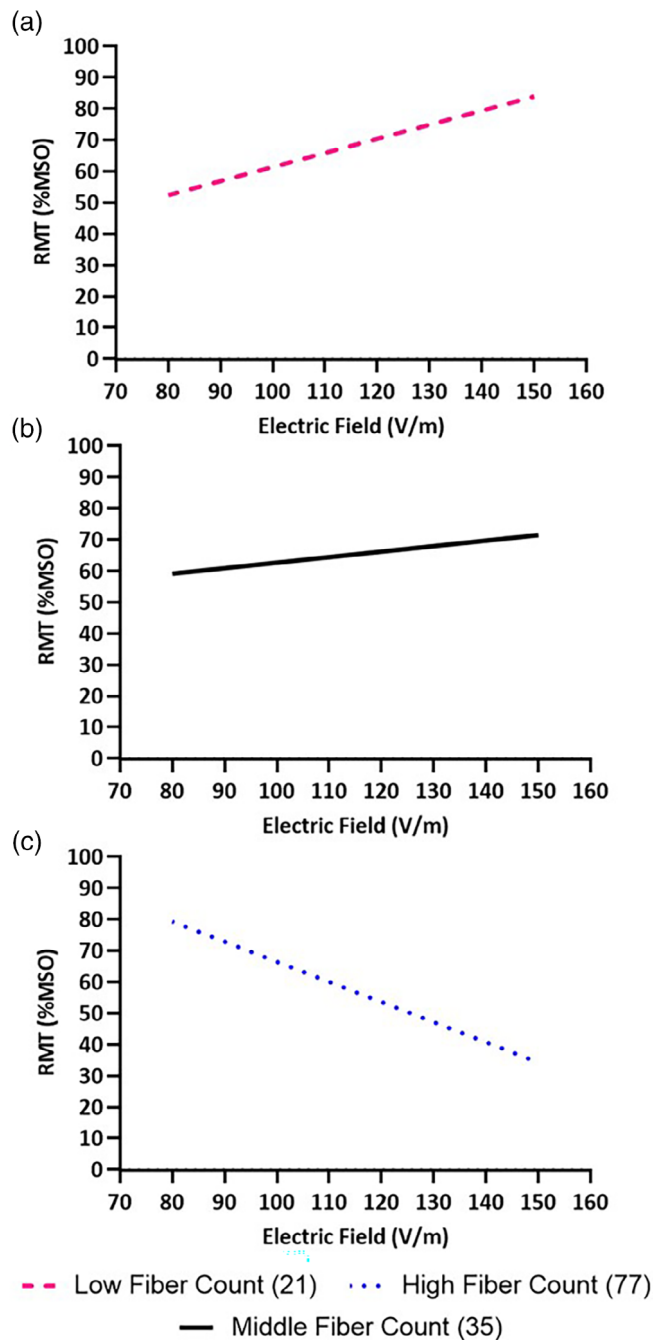 (a)
100
90
80
70
60
50
40
30
20
10
0
RMT (%MSO)
70 80 90 100 110 120 130 140 150 160
Electric Field (V/m)
(b)
100
90
80
70
60
50
40
30
20
10
0
RMT (%MSO)
70 80 90 100 110 120 130 140 150 160
Electric Field (V/m)
(c)
100
90
80
70
60
50
40
30
20
10
0
RMT (%MSO)
70 80 90 100 110 120 130 140 150 160
Electric Field (V/m)
Low Fiber Count (21) High Fiber Count (77)
Middle Fiber Count (35)